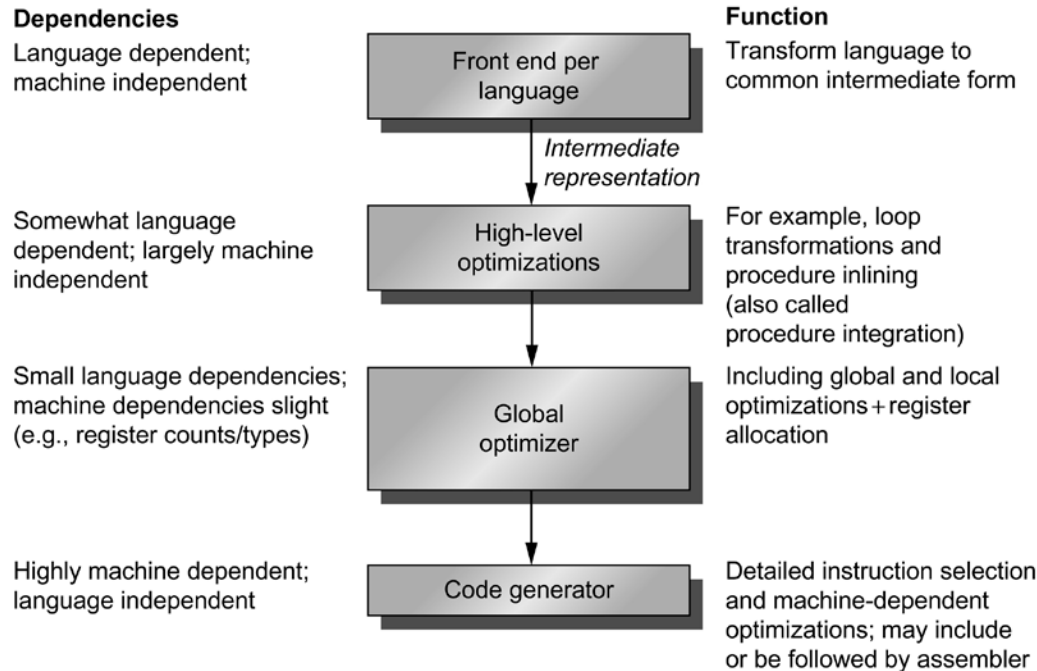 Dependencies
Function
Language dependent;
machine independent
Front end per
language
Transform language to
common intermediate form
Intermediate
representation
Somewhat language
dependent; largely machine
independent
High-level
optimizations
For example, loop
transformations and
procedure inlining
(also called
procedure integration)
Small language dependencies;
machine dependencies slight
(e.g., register counts/types)
Global
optimizer
Including global and local
optimizations + register
allocation
Highly machine dependent;
language independent
Code generator
Detailed instruction selection
and machine-dependent
optimizations; may include
or be followed by assembler